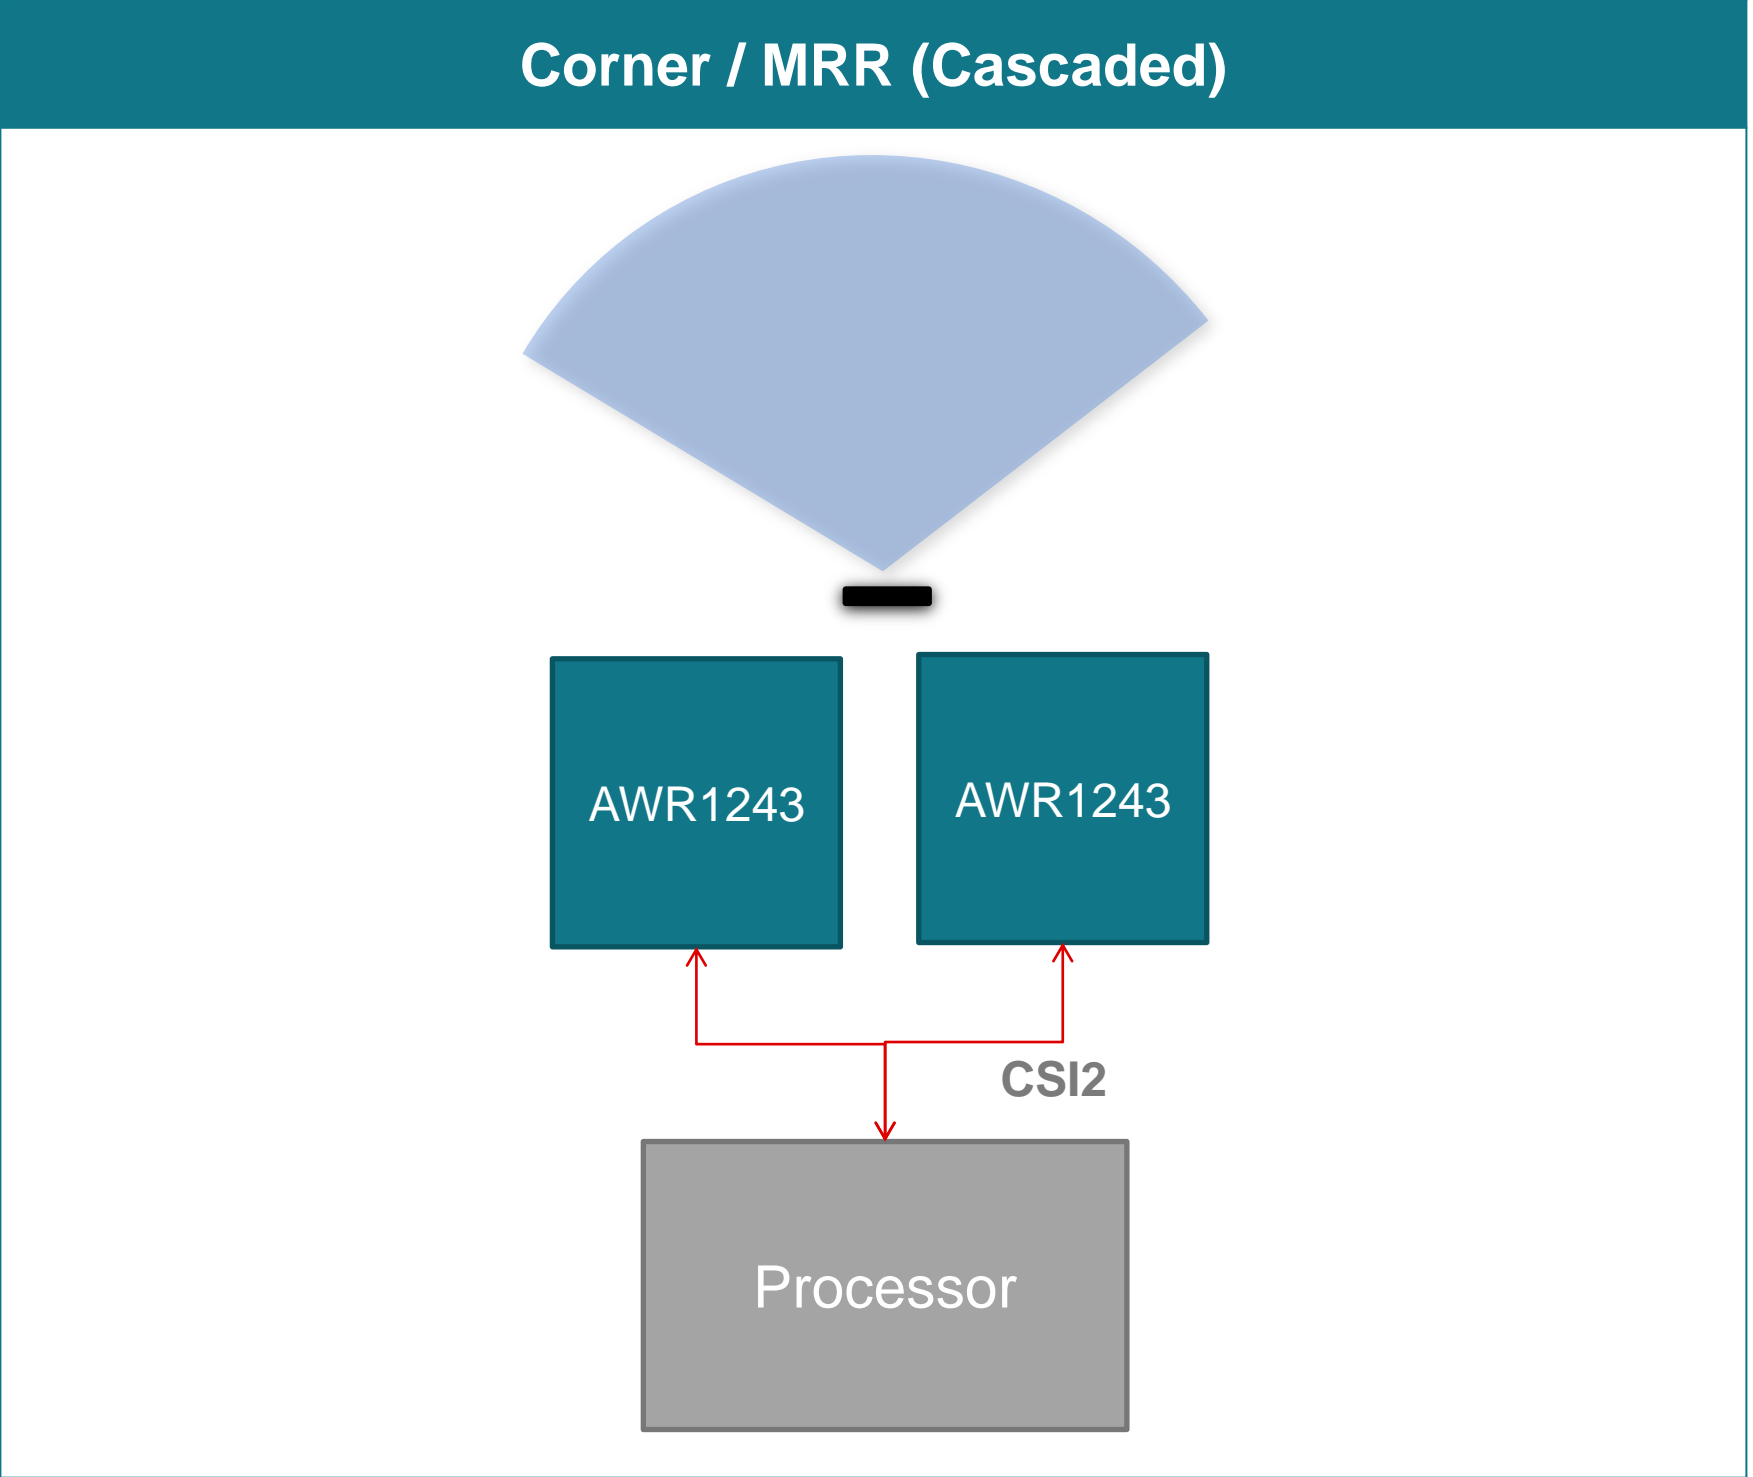 Corner / MRR (Cascaded)
AWR1243
AWR1243
CSI2
Processor